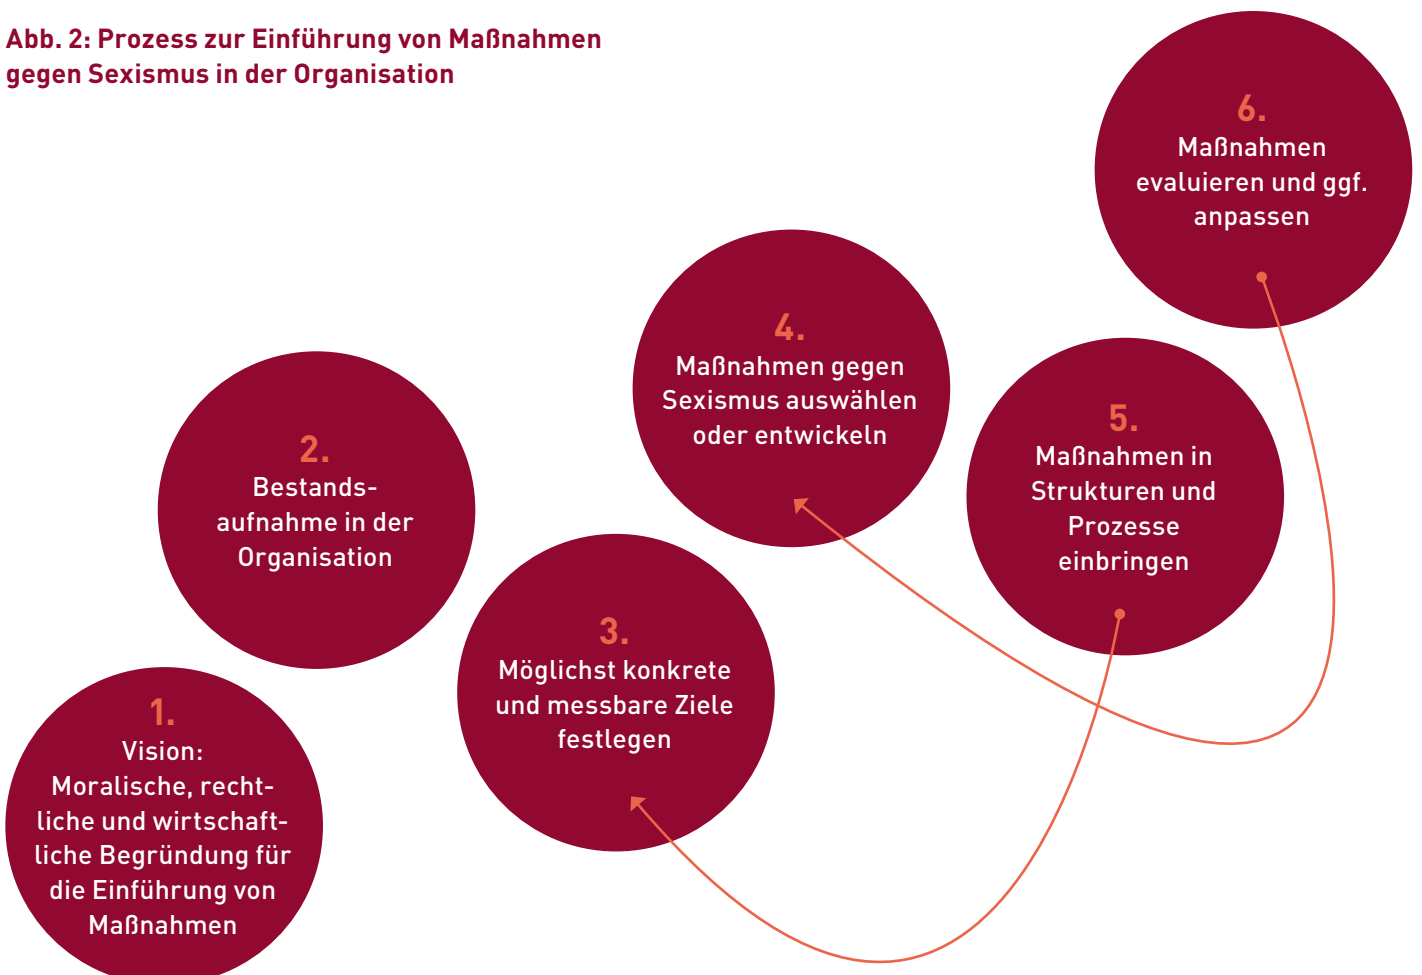 Abb. 2: Prozess zur Einführung von Maßnahmen
gegen Sexismus in der Organisation
1.
Vision:
Moralische, recht-
liche und wirtschaft-
liche Begründung für
die Einführung von
Maßnahmen
2.
Bestands-
aufnahme in der
Organisation
3.
Möglichst konkrete
und messbare Ziele
festlegen
4.
Maßnahmen gegen
Sexismus auswählen
oder entwickeln
5.
Maßnahmen in
Strukturen und
Prozesse
einbringen
6.
Maßnahmen
evaluieren und ggf.
anpassen